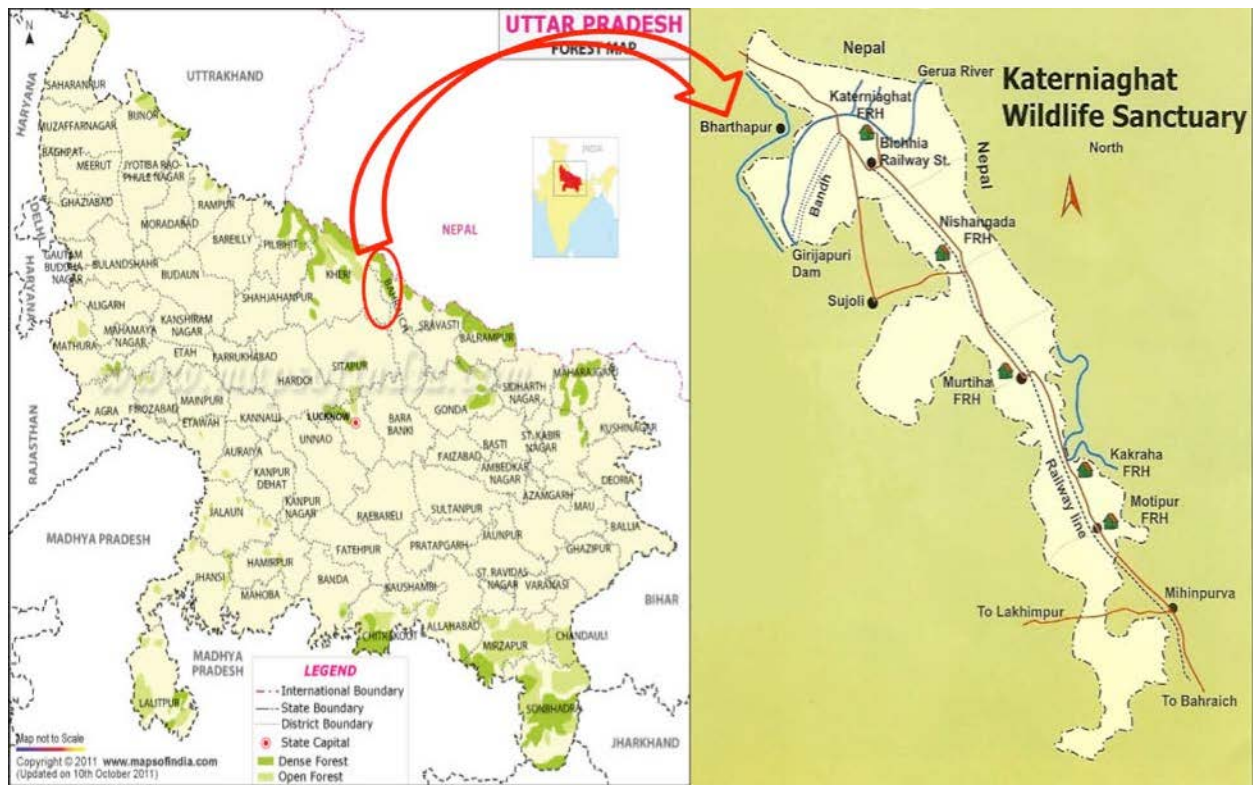 N
UTTAR PRADESH
FOREST MAP
HARYANA
UTTRAKHAND
SAHARANPUR
BIJNOR
MUZAFFARNAGAR
BAGHPAT
MEERUT
JYOTIBA RAO-
PHULE NAGAR
INDIA
GHAZIABAD
RAMPUR
MORADABAD
DELHI
BAREILLY
PILIBHIT
NEPAL
GAUTAM
BUDDHA
NAGAR
BULANDSHAHR
BUDAUN
KHERI
HARYANA
SHAHJAHANPUR
BAHRAICH
ALIGARH
KANSHIRAM
NAGAR
SRAVASTI
BALRAMPUR
MAHAMAYA
NAGAR
MATHURA
ETAH
FARRUKHABAD
SITAPUR
MAHARAJGANJ
www.mapsofindia.com
HARDOI
SIDHARTH
NAGAR
AGRA
FIROZABAD
MAINPURI
GONDA
ETAWAH
KANNAUJ
LUCKNOW
BARA
BANKI
KUSHINAGAR
RAJASTAN
UNNAO
BASTI
ST. KABIR
NAGAR
AURAIYA
FAIZABAD
AMBEDKAR
NAGAR
KANPUR
DEHAT
DEORIA
KANPUR
NAGAR
AZAMGARH
JALAUN
RAEBARELI
SULTANPUR
MAU
BALLIA
MADHYA PRADESH
JAUNPUR
FATEHPUR
PRATAPGARH
GHAZIPUR
HAMIRPUR
JHANSI
BANDA
ST. RAVIDAS
NAGAR
VARANASI
MAHOBA
KAUSHAMBI
BIHAR
ALLAHABAD
CHITRAKOOT
MIRZAPUR
CHANDAULI
MADHYA
PRADESH
LALITPUR
SONBHADRA
JHARKHAND
LEGEND
International Boundary
State Boundary
District Boundary
State Capital
Dense Forest
Open Forest
Map not to Scale
Copyright © 2011 www.mapsofindia.com
(Updated on 10th October 2011)
Katerniaghat
Wildlife Sanctuary
North
Nepal
Gerua River
Katerniaghat
FRH
Bharthapur
Bichhia
Railway St.
Nepal
Bandh
Nishangada
FRH
Girijapuri
Dam
Sujoli
Murtiha
FRH
Kakraha
FRH
Railway line
Motipur
FRH
Mihinpurva
To Lakhimpur
To Bahraich